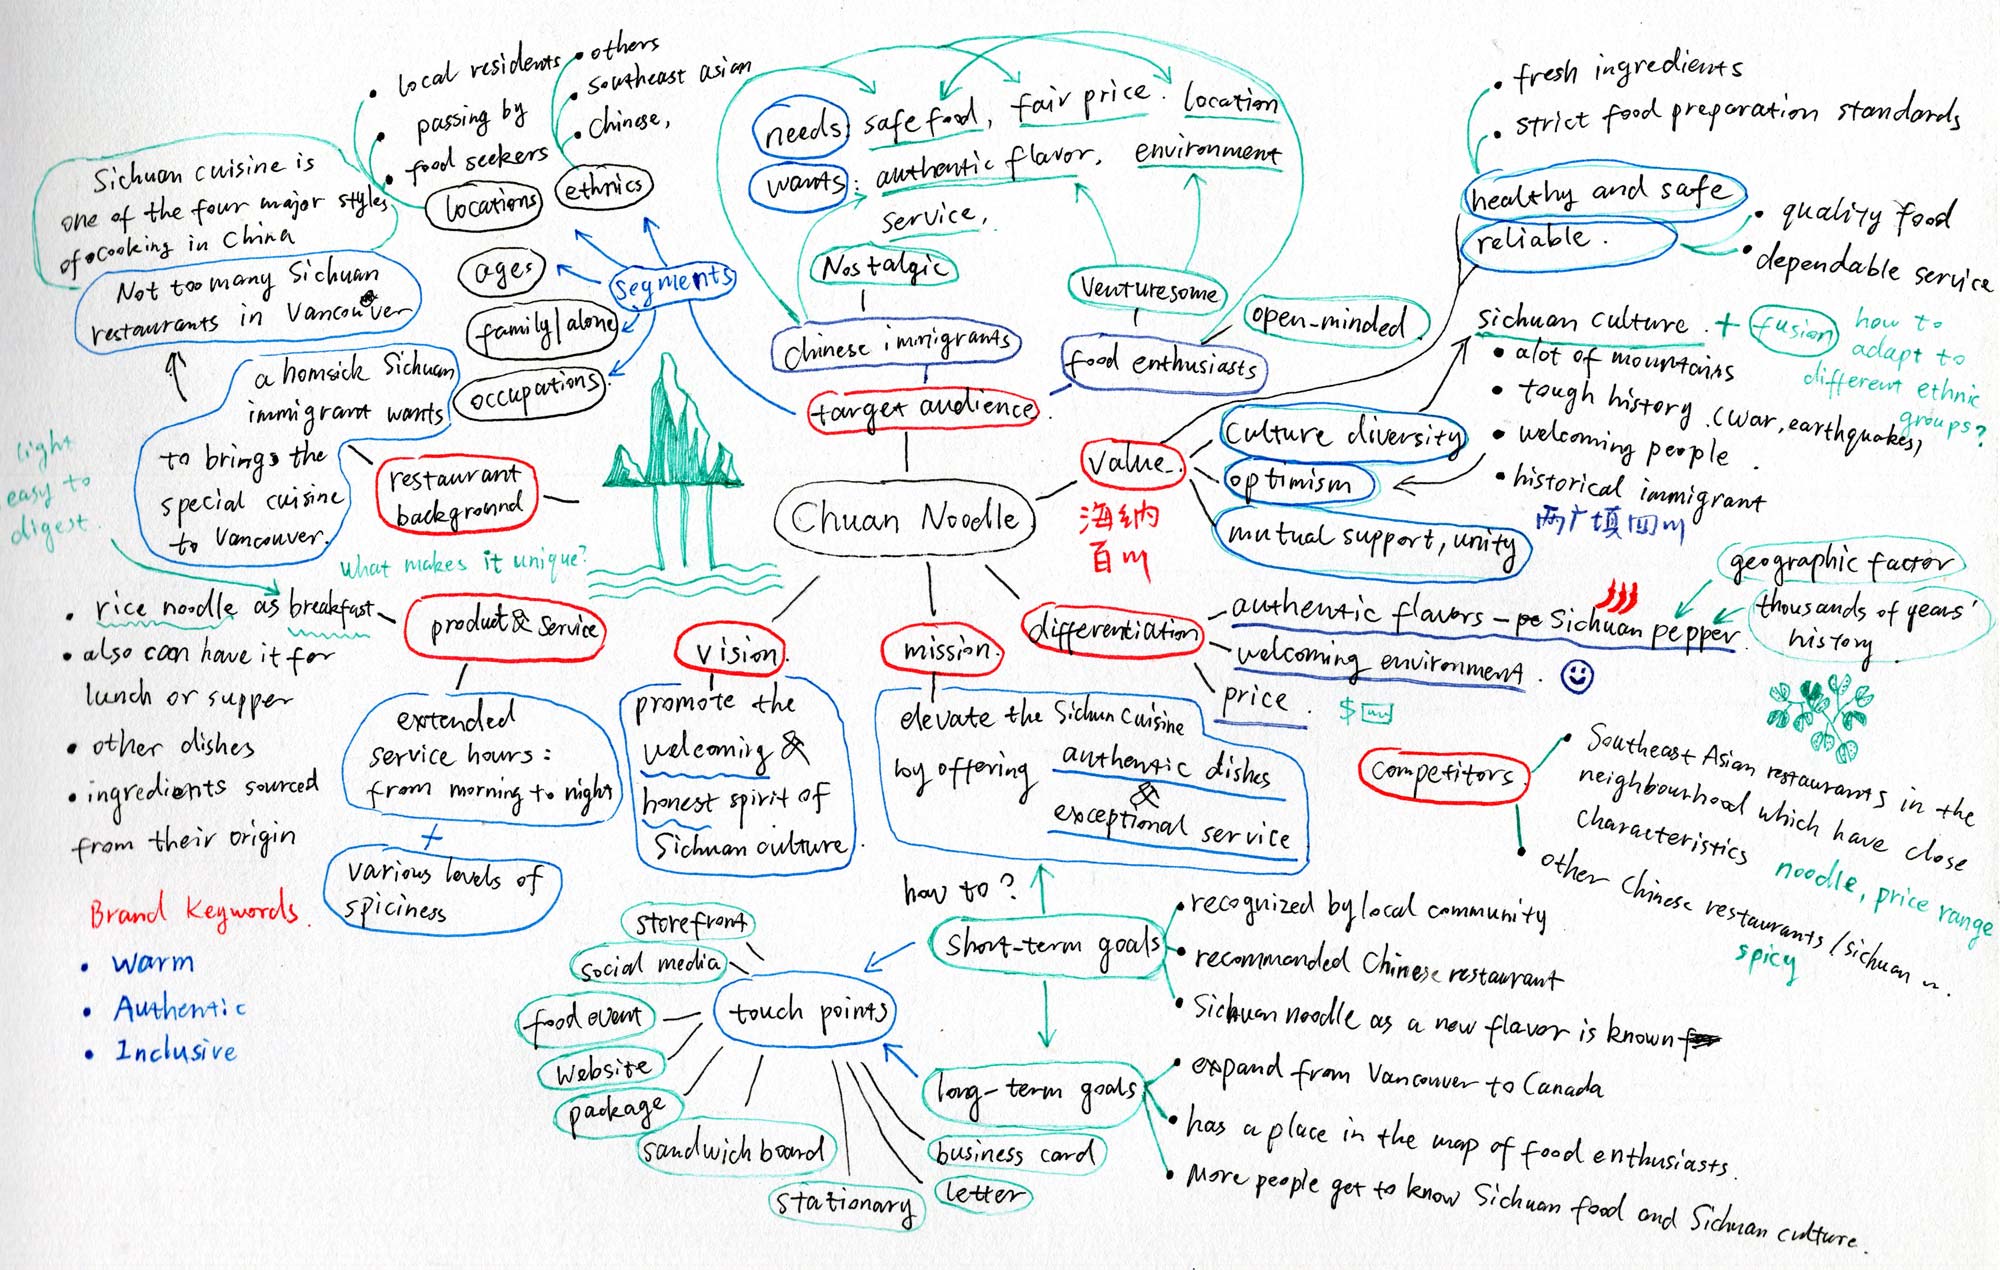 Chuan Noodle
target audience
Chinese immigrants
Nostalgic
food enthusiasts
Venturesome
open-minded
needs: safe food, fair price. location
wants: authentic flavor, environment
service,
segments
locations
• local residents
• passing by
• food seekers
ethnics
• others
• southeast asian
• Chinese,
ages
family/alone
occupations.
restaurant
background
a homsick Sichuan
immigrant wants
to brings the
special cuisine
to Vancouver.
Not too many Sichuan
restaurants in Vancouver
Sichuan cuisine is
one of the four major styles
of cooking in China
what makes it unique?
product & service
• rice noodle as breakfast
• also can have it for
lunch or supper
• other dishes
• ingredients sourced
from their origin
light
easy to
digest.
extended
service hours:
from morning to night
+
various levels of
spiciness
Brand Keywords.
• Warm
• Authentic
• Inclusive
vision.
promote the
welcoming &
honest spirit of
Sichuan culture.
mission.
elevate the Sichun Cuisine
by offering authentic dishes
&
exceptional service
how to?
short-term goals
• recognized by local community
• recommanded Chinese restaurant
• Sichuan noodle as a new flavor is known
long-term goals
• expand from Vancouver to Canada
• has a place in the map of food enthusiasts.
• More people get to know Sichuan food and Sichuan culture.
touch points
storefront
social media
food event
website
package
sandwich board
stationary
letter
business card
differentiation
authentic flavors – Sichuan pepper.
welcoming environment.
price.
$
geographic factor
thousands of years'
history.
competitors.
• Southeast Asian restaurants in the
neighbourhood which have close
characteristics noodle, price range
spicy
• other Chinese restaurants / sichuan ...
value.
海纳
百川
healthy and safe
• fresh ingredients
• strict food preparation standards
reliable.
• quality food
• dependable service
culture diversity
optimism
mutual support, unity
Sichuan culture. + fusion
how to
adapt to
different ethnic
groups?
• alot of mountains
• tough history (war, earthquakes,
• welcoming people.
• historical immigrant
两广填四川